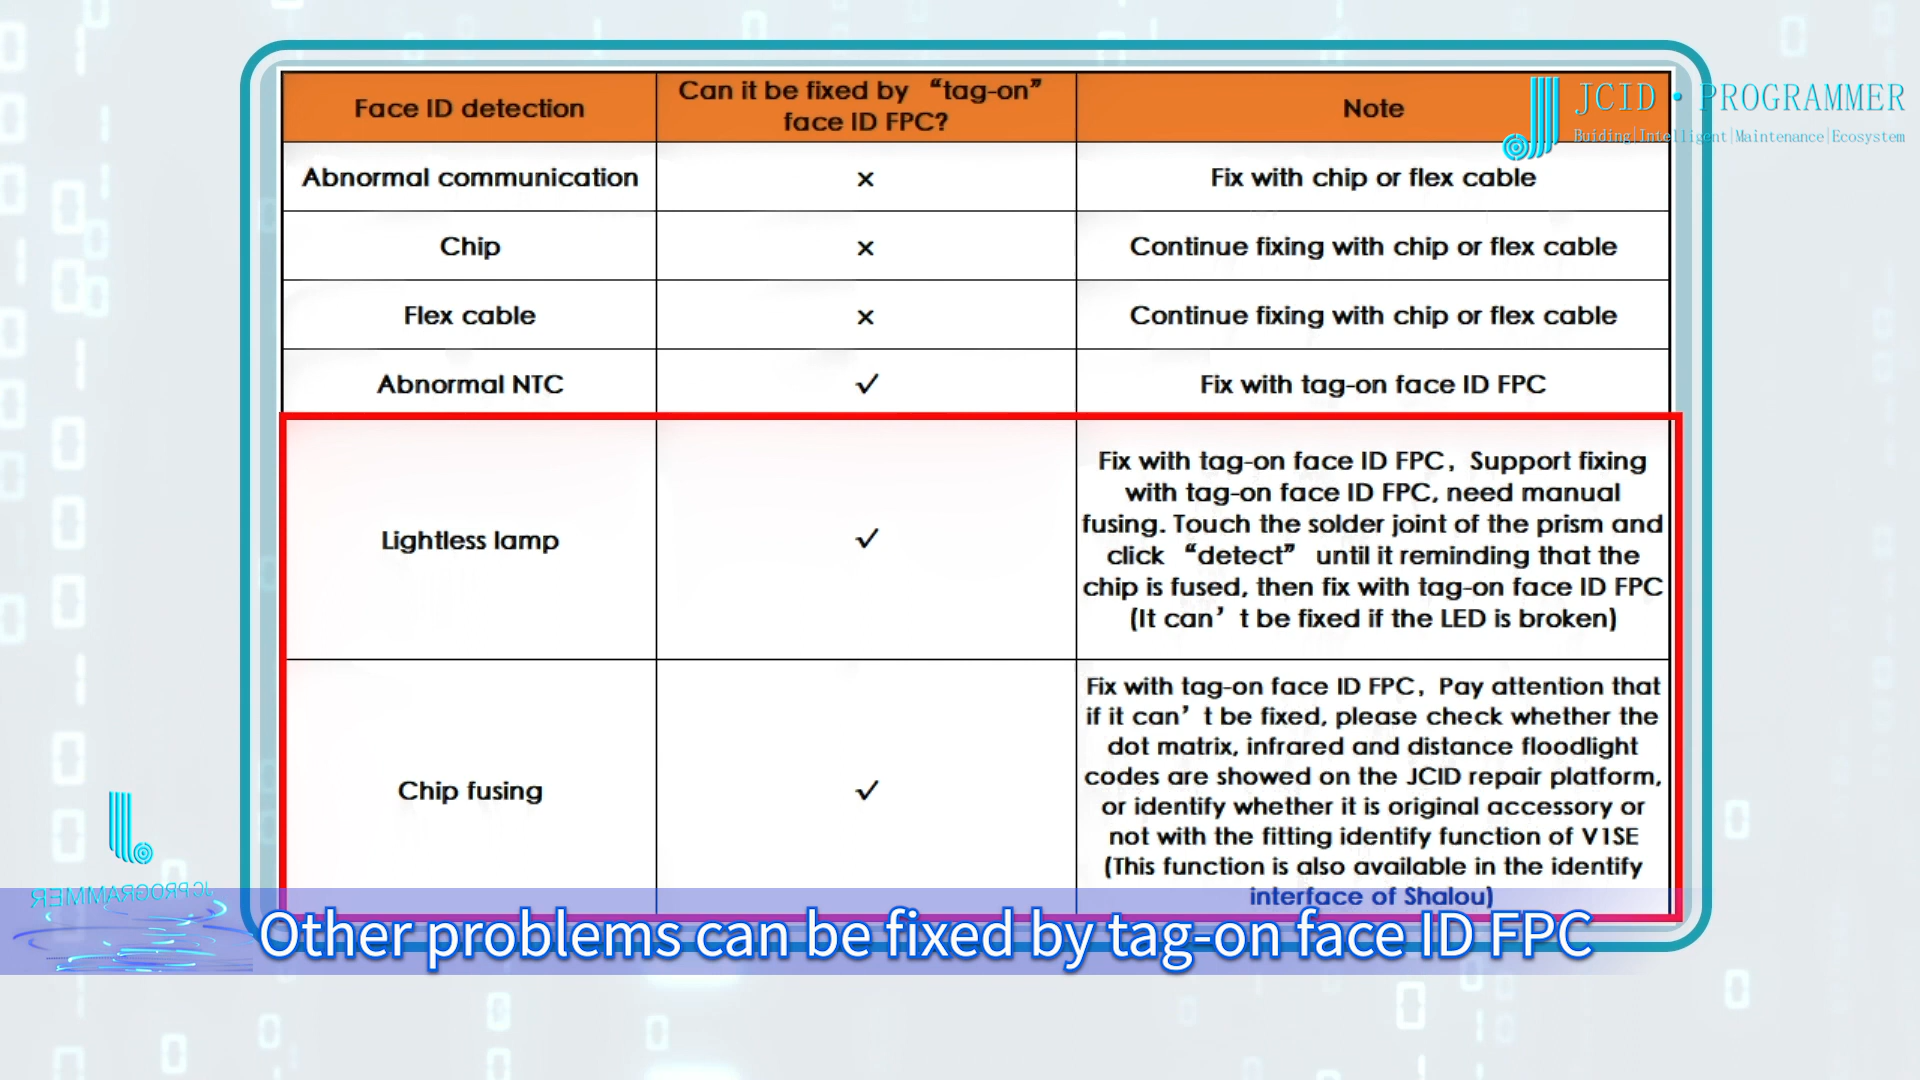 Face ID detection
Can it be fixed by “tag-on”
face ID FPC?
Note
JCID•PROGRAMMER
Buiding|Intelligent|Maintenance|Ecosystem
Abnormal communication
×
Fix with chip or flex cable
Chip
×
Continue fixing with chip or flex cable
Flex cable
×
Continue fixing with chip or flex cable
Abnormal NTC
✓
Fix with tag-on face ID FPC
Lightless lamp
✓
Fix with tag-on face ID FPC, Support fixing
with tag-on face ID FPC, need manual
fusing. Touch the solder joint of the prism and
click “detect” until it reminding that the
chip is fused, then fix with tag-on face ID FPC
(It can’t be fixed if the LED is broken)
Chip fusing
✓
Fix with tag-on face ID FPC, Pay attention that
if it can’t be fixed, please check whether the
dot matrix, infrared and distance floodlight
codes are showed on the JCID repair platform,
or identify whether it is original accessory or
not with the fitting identify function of V1SE
(This function is also available in the identify
interface of Shalou)
JC PROGRAMMER
Other problems can be fixed by tag-on face ID FPC